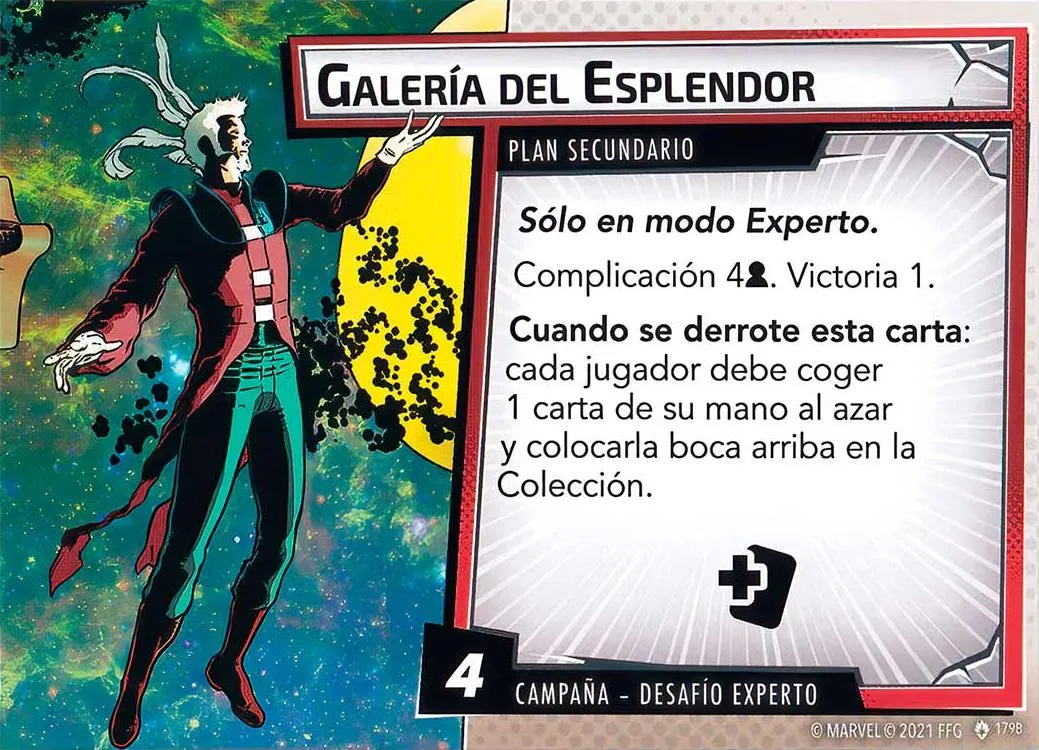 GALERÍA DEL ESPLENDOR
PLAN SECUNDARIO
Sólo en modo Experto.
Complicación 4. Victoria 1.
Cuando se derrote esta carta:
cada jugador debe coger
1 carta de su mano al azar
y colocarla boca arriba en la
Colección.
4
CAMPAÑA – DESAFÍO EXPERTO
© MARVEL © 2021 FFG 179B